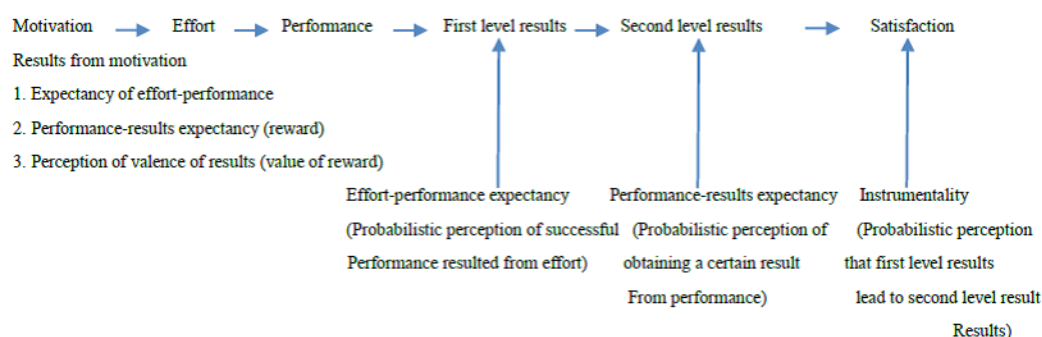 Motivation Effort Performance First level results Second level results Satisfaction
Results from motivation
1. Expectancy of effort-performance
2. Performance-results expectancy (reward)
3. Perception of valence of results (value of reward)
Effort-performance expectancy Performance-results expectancy Instrumentality
(Probabilistic perception of successful (Probabilistic perception of (Probabilistic perception
Performance resulted from effort) obtaining a certain result that first level results
From performance) lead to second level result
Results)